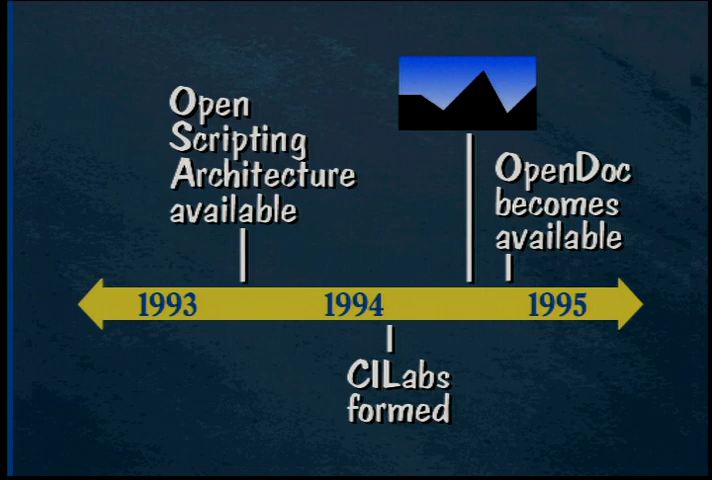 Open
Scripting
Architecture
available
OpenDoc
becomes
available
1993 1994 1995
CILabs
formed